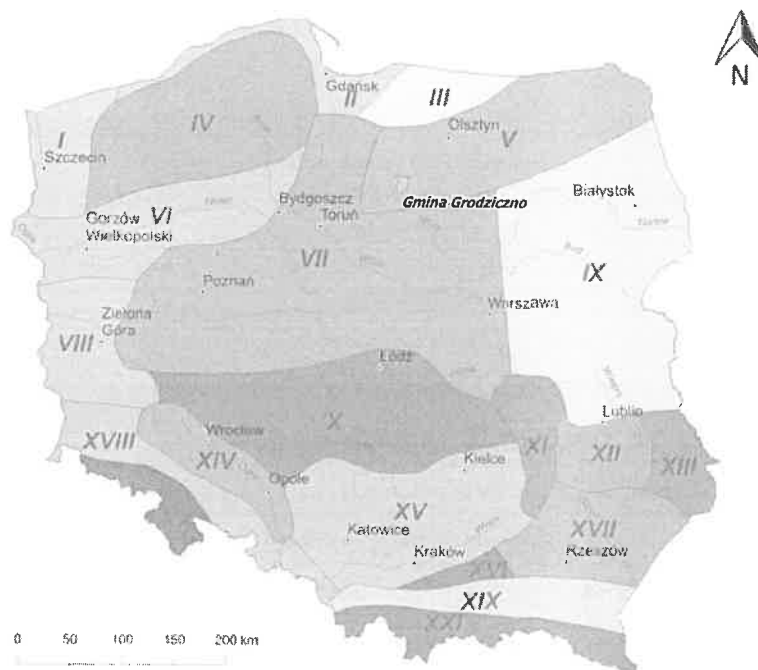 N
Gdańsk
II
III
IV
I
Szczecin
Olsztyn
V
Bydgoszcz
Toruń
Gmina Grodziczno
Białystok
Gorzów
Wielkopolski
VI
VII
IX
Poznań
Warszawa
Zielona
Góra
VIII
Łódź
X
Lublin
XVIII
Wrocław
XIV
XI
XII
XIII
Kielce
Opole
XV
XVII
Katowice
Kraków
Rzeszów
XVI
XIX
XXI
0 50 100 150 200 km